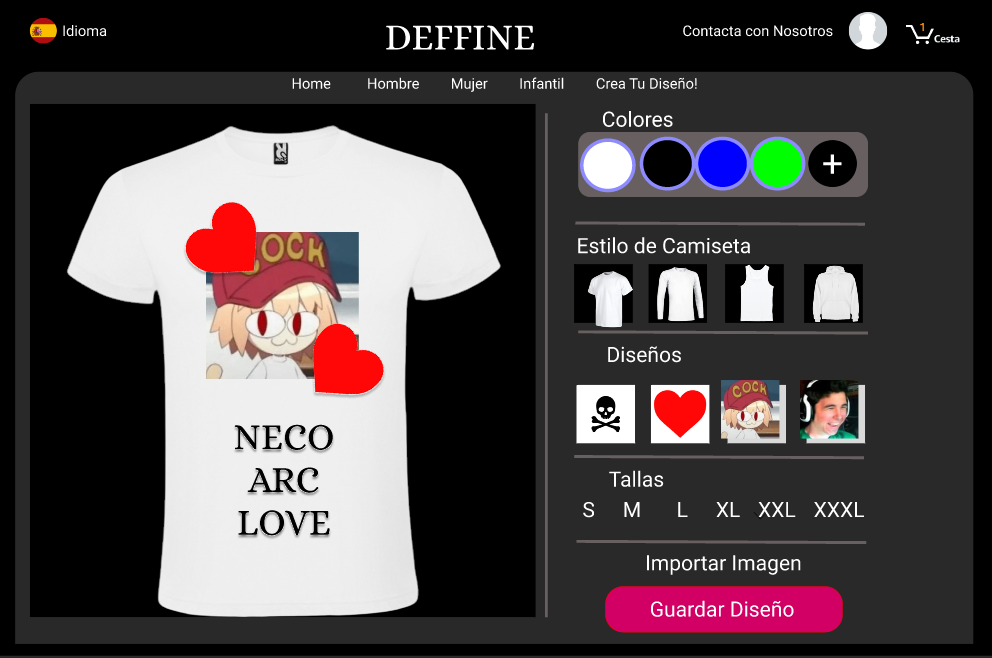 Idioma
DEFFINE
Contacta con Nosotros
1
Cesta
Home Hombre Mujer Infantil Crea Tu Diseño!
Colores
+
Estilo de Camiseta
COCK
Diseños
COCK
NECO
ARC
LOVE
Tallas
S M L XL XXL XXXL
Importar Imagen
Guardar Diseño